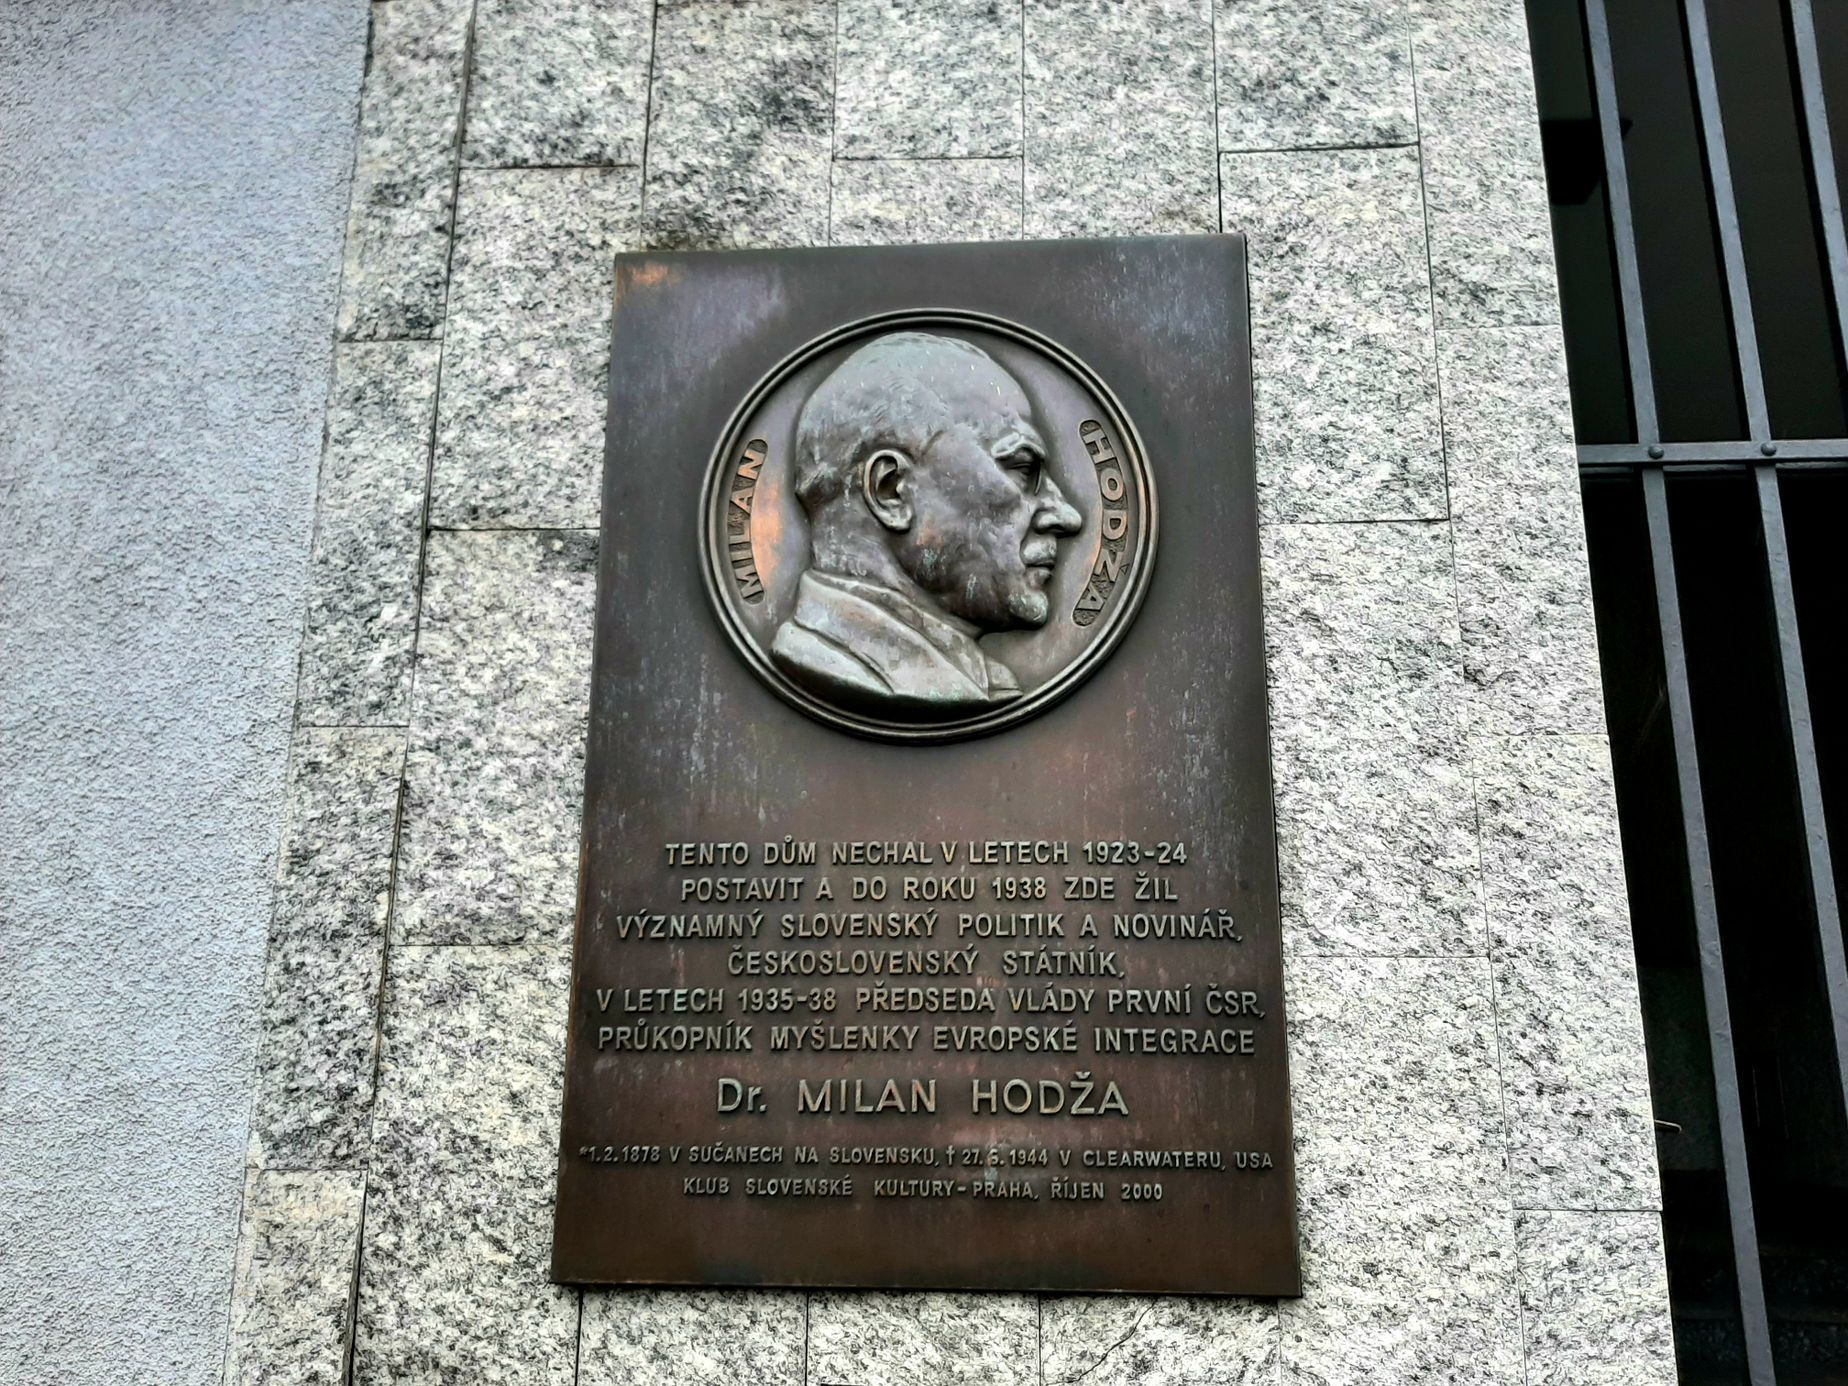 MILAN HODŽA
TENTO DŮM NECHAL V LETECH 1923-24
POSTAVIT A DO ROKU 1938 ZDE ŽIL
VÝZNAMNÝ SLOVENSKÝ POLITIK A NOVINÁŘ,
ČESKOSLOVENSKÝ STÁTNÍK,
V LETECH 1935-38 PŘEDSEDA VLÁDY PRVNÍ ČSR,
PRŮKOPNÍK MYŠLENKY EVROPSKÉ INTEGRACE
Dr. MILAN HODŽA
*1.2.1878 V SUČANECH NA SLOVENSKU, † 27.6.1944 V CLEARWATERU, USA
KLUB SLOVENSKÉ KULTURY-PRAHA, ŘÍJEN 2000